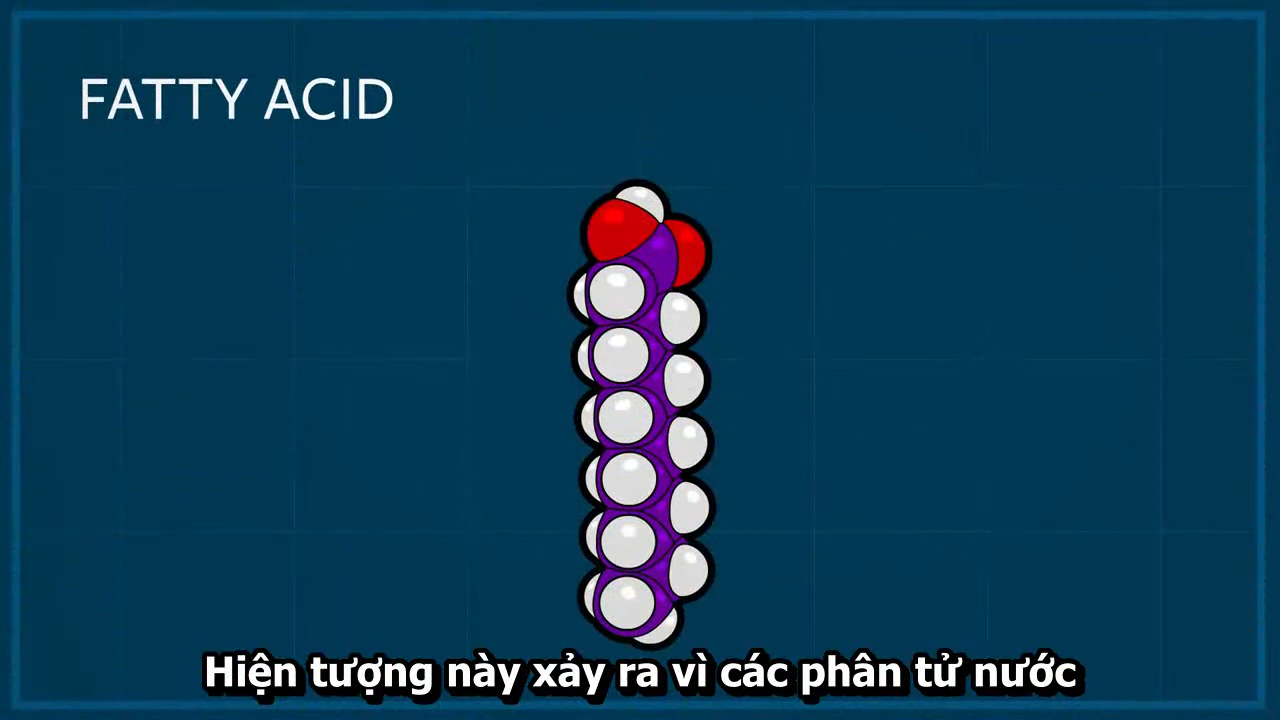 FATTY ACID
Hiện tượng này xảy ra vì các phân tử nước